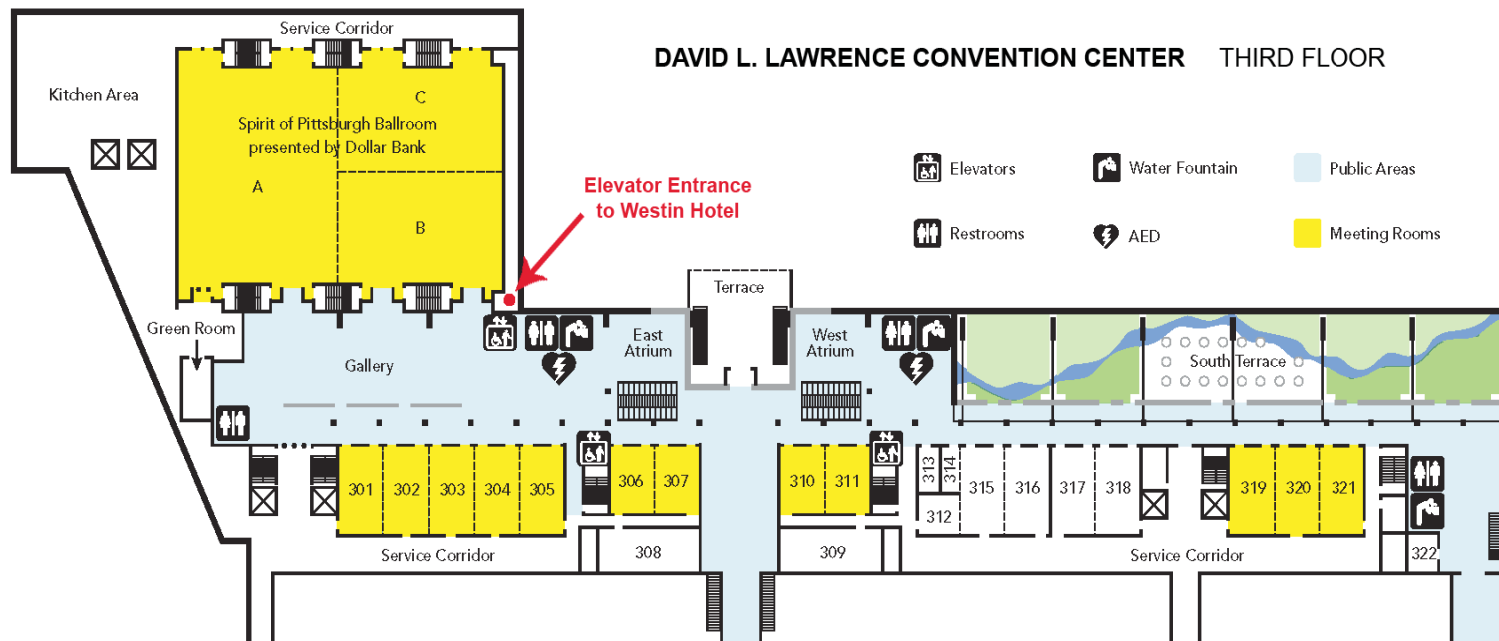 DAVID L. LAWRENCE CONVENTION CENTER THIRD FLOOR
Service Corridor
Kitchen Area
C
Spirit of Pittsburgh Ballroom
presented by Dollar Bank
A
B
Elevator Entrance
to Westin Hotel
Elevators
Water Fountain
Public Areas
Restrooms
AED
Meeting Rooms
Terrace
Green Room
Gallery
East
Atrium
West
Atrium
South Terrace
301
302
303
304
305
306
307
308
309
310
311
312
313
314
315
316
317
318
319
320
321
322
Service Corridor
Service Corridor